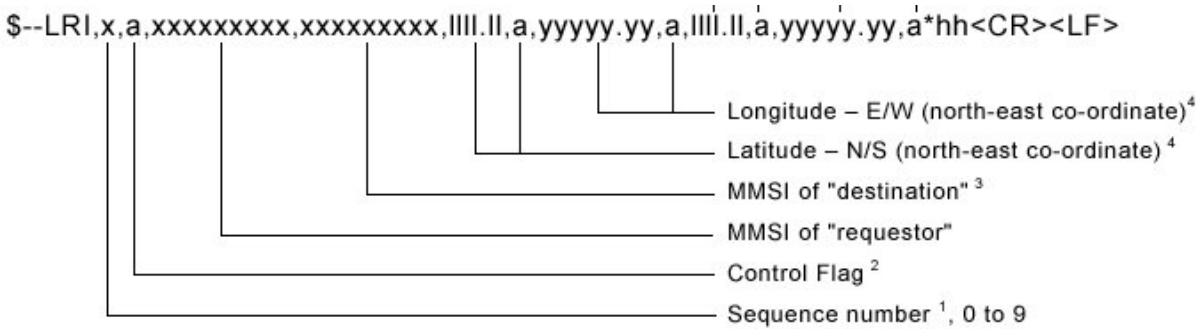 $--LRI,x,a,xxxxxxxxx,xxxxxxxxx,llll.ll,a,yyyyy.yy,a,llll.ll,a,yyyyy.yy,a*hh<CR><LF>
Longitude – E/W (north-east co-ordinate)⁴
Latitude – N/S (north-east co-ordinate) ⁴
MMSI of "destination" ³
MMSI of "requestor"
Control Flag ²
Sequence number ¹, 0 to 9